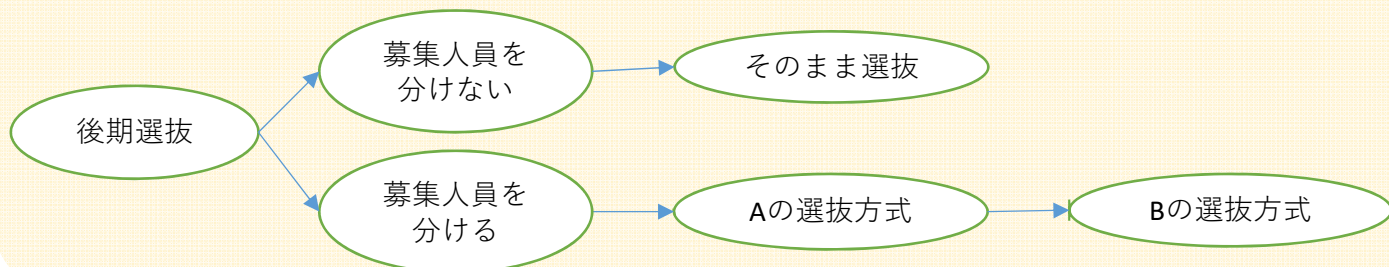 後期選抜
募集人員を
分けない
そのまま選抜
募集人員を
分ける
Aの選抜方式
Bの選抜方式